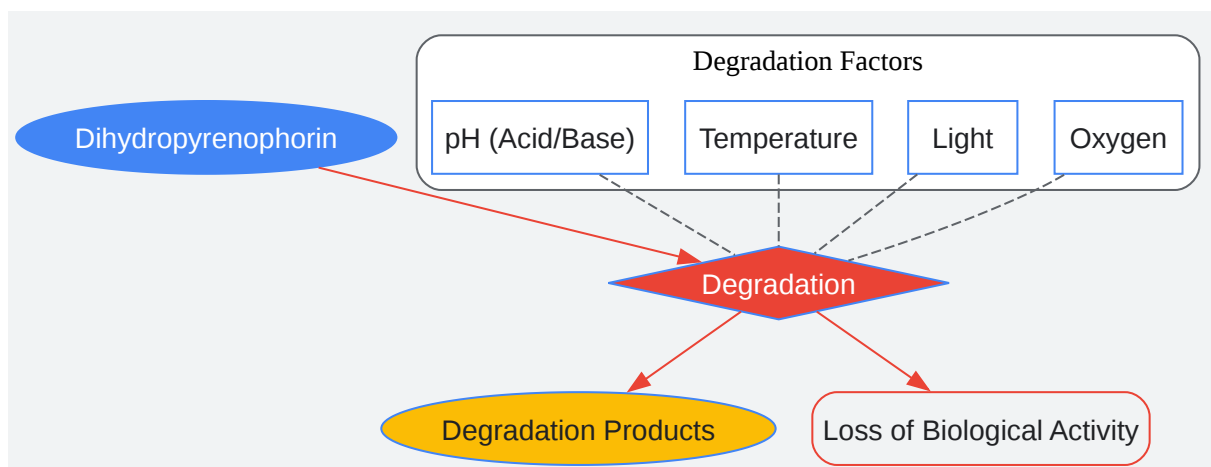 Degradation Factors
Dihydropyrenophorin
pH (Acid/Base)
Temperature
Light
Oxygen
Degradation
Degradation Products
Loss of Biological Activity